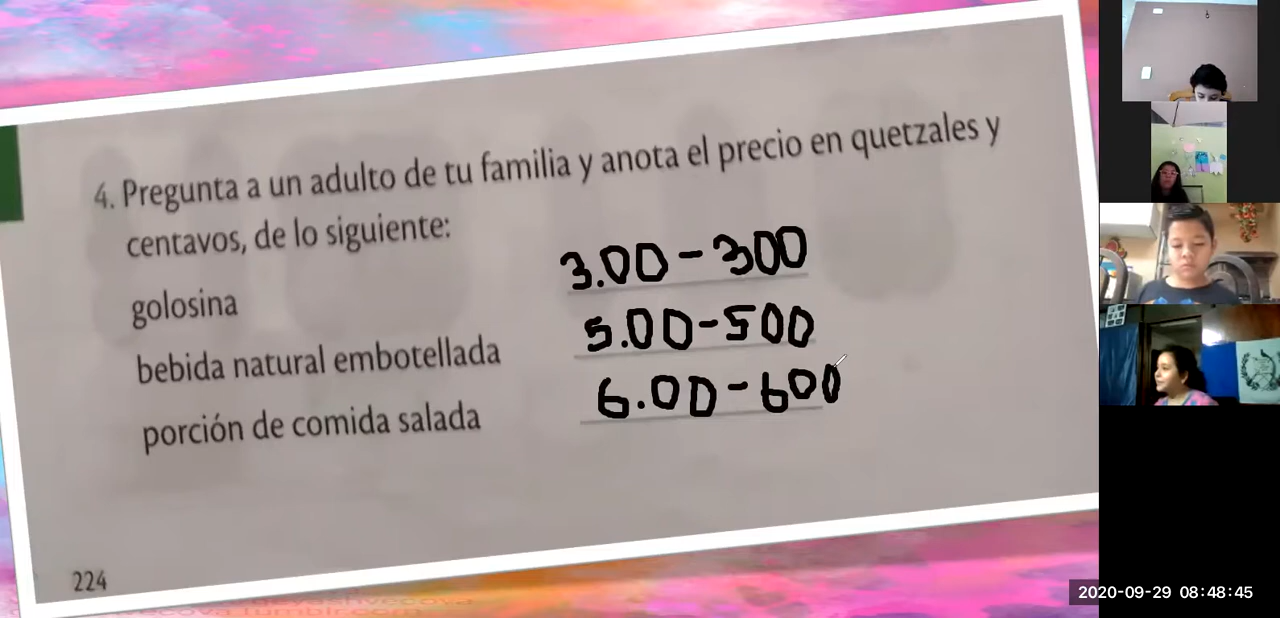 4. Pregunta a un adulto de tu familia y anota el precio en quetzales y
centavos, de lo siguiente:
golosina 3.00-300
bebida natural embotellada 5.00-500
porción de comida salada 6.00-600
224
2020-09-29 08:48:45